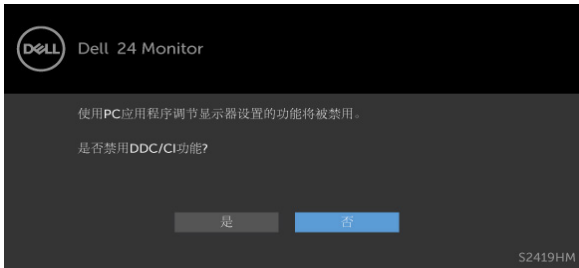 DELL
Dell 24 Monitor
使用PC应用程序调节显示器设置的功能将被禁用。
是否禁用DDC/CI功能?
是
否
S2419HM